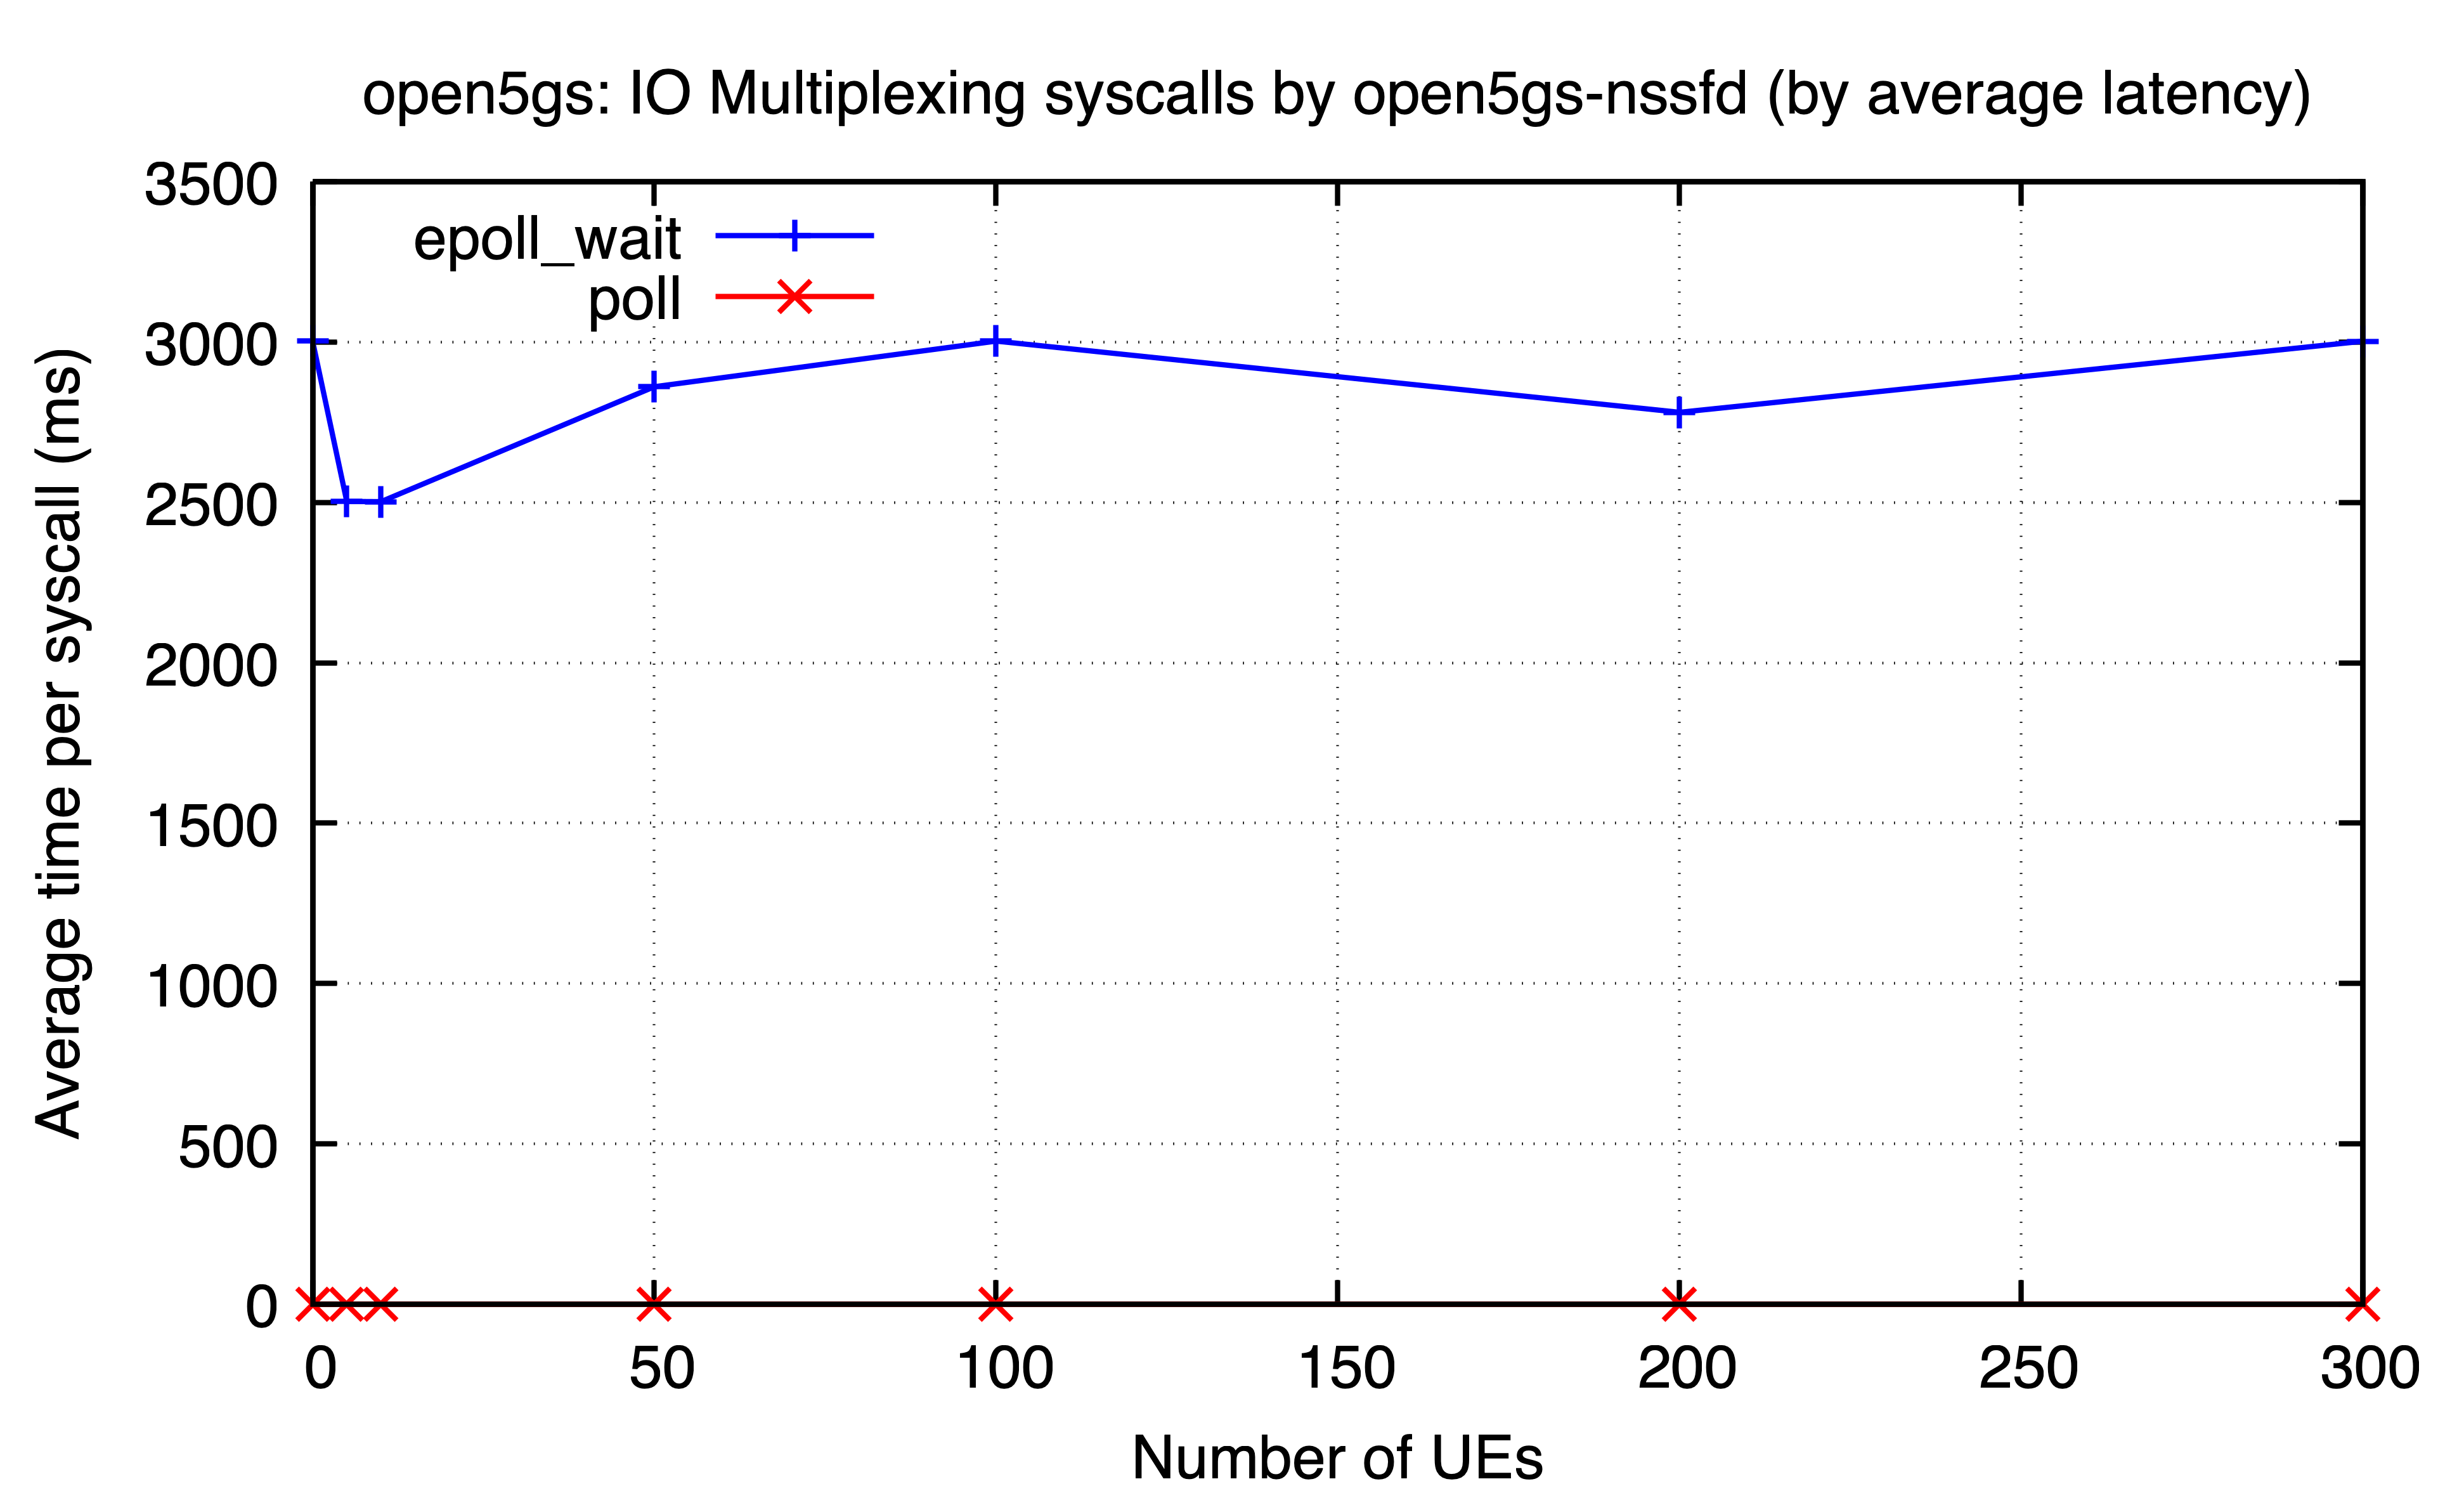 open5gs: IO Multiplexing syscalls by open5gs-nssfd (by average latency)
3500
3000
2500
2000
1500
1000
500
0
epoll_wait
poll
Average time per syscall (ms)
0 50 100 150 200 250 300
Number of UEs